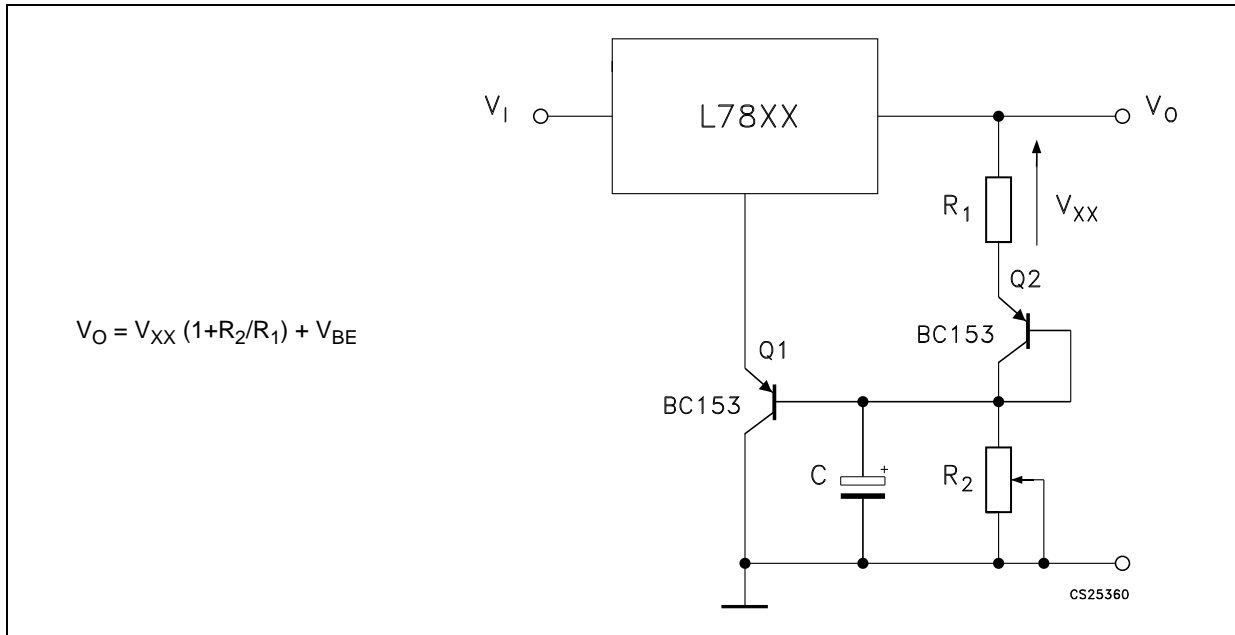 L78XX
V_I
V_O
R_1
V_XX
Q2
BC153
V_O = V_XX (1+R_2/R_1) + V_BE
Q1
BC153
C
+
R_2
CS25360